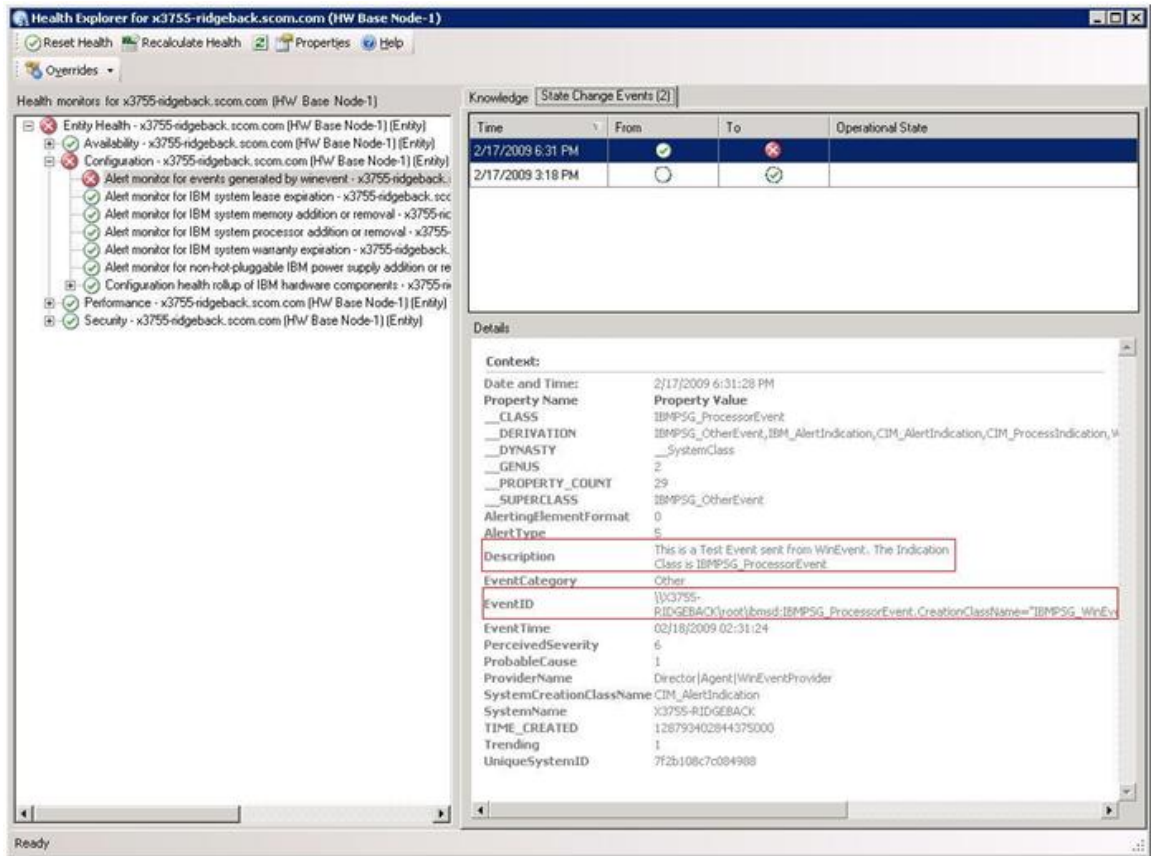 Health Explorer for x3755-ridgeback.scom.com (HW Base Node-1)
Reset Health Recalculate Health Properties Help
Overrides
Health monitors for x3755-ridgeback.scom.com (HW Base Node-1)
Entity Health - x3755-ridgeback.scom.com (HW Base Node-1) (Entity)
Availability - x3755-ridgeback.scom.com (HW Base Node-1) (Entity)
Configuration - x3755-ridgeback.scom.com (HW Base Node-1) (Entity)
Alert monitor for events generated by winevent - x3755-ridgeback.
Alert monitor for IBM system lease expiration - x3755-ridgeback.sco
Alert monitor for IBM system memory addition or removal - x3755-ric
Alert monitor for IBM system processor addition or removal - x3755-
Alert monitor for IBM system warranty expiration - x3755-ridgeback.
Alert monitor for non-hot-pluggable IBM power supply addition or re
Configuration health rollup of IBM hardware components - x3755-ri
Performance - x3755-ridgeback.scom.com (HW Base Node-1) (Entity)
Security - x3755-ridgeback.scom.com (HW Base Node-1) (Entity)
Knowledge State Change Events (2)
Time From To Operational State
2/17/2009 6:31 PM
2/17/2009 3:18 PM
Details
Context:
Date and Time: 2/17/2009 6:31:28 PM
Property Name Property Value
__CLASS IBMPSG_ProcessorEvent
__DERIVATION IBMPSG_OtherEvent,IBM_AlertIndication,CIM_AlertIndication,CIM_ProcessIndication,W
__DYNASTY __SystemClass
__GENUS 2
__PROPERTY_COUNT 29
__SUPERCLASS IBMPSG_OtherEvent
AlertingElementFormat 0
AlertType 5
Description This is a Test Event sent from WinEvent. The Indication
Class is IBMPSG_ProcessorEvent
EventCategory Other
EventID \\X3755-
RIDGEBACK\root\ibmsd:IBMPSG_ProcessorEvent.CreationClassName="IBMPSG_WinEve
EventTime 02/18/2009 02:31:24
PerceivedSeverity 6
ProbableCause 1
ProviderName Director|Agent|WinEventProvider
SystemCreationClassName CIM_AlertIndication
SystemName X3755-RIDGEBACK
TIME_CREATED 128793402844375000
Trending 1
UniqueSystemID 7f2b108c7c084988
Ready